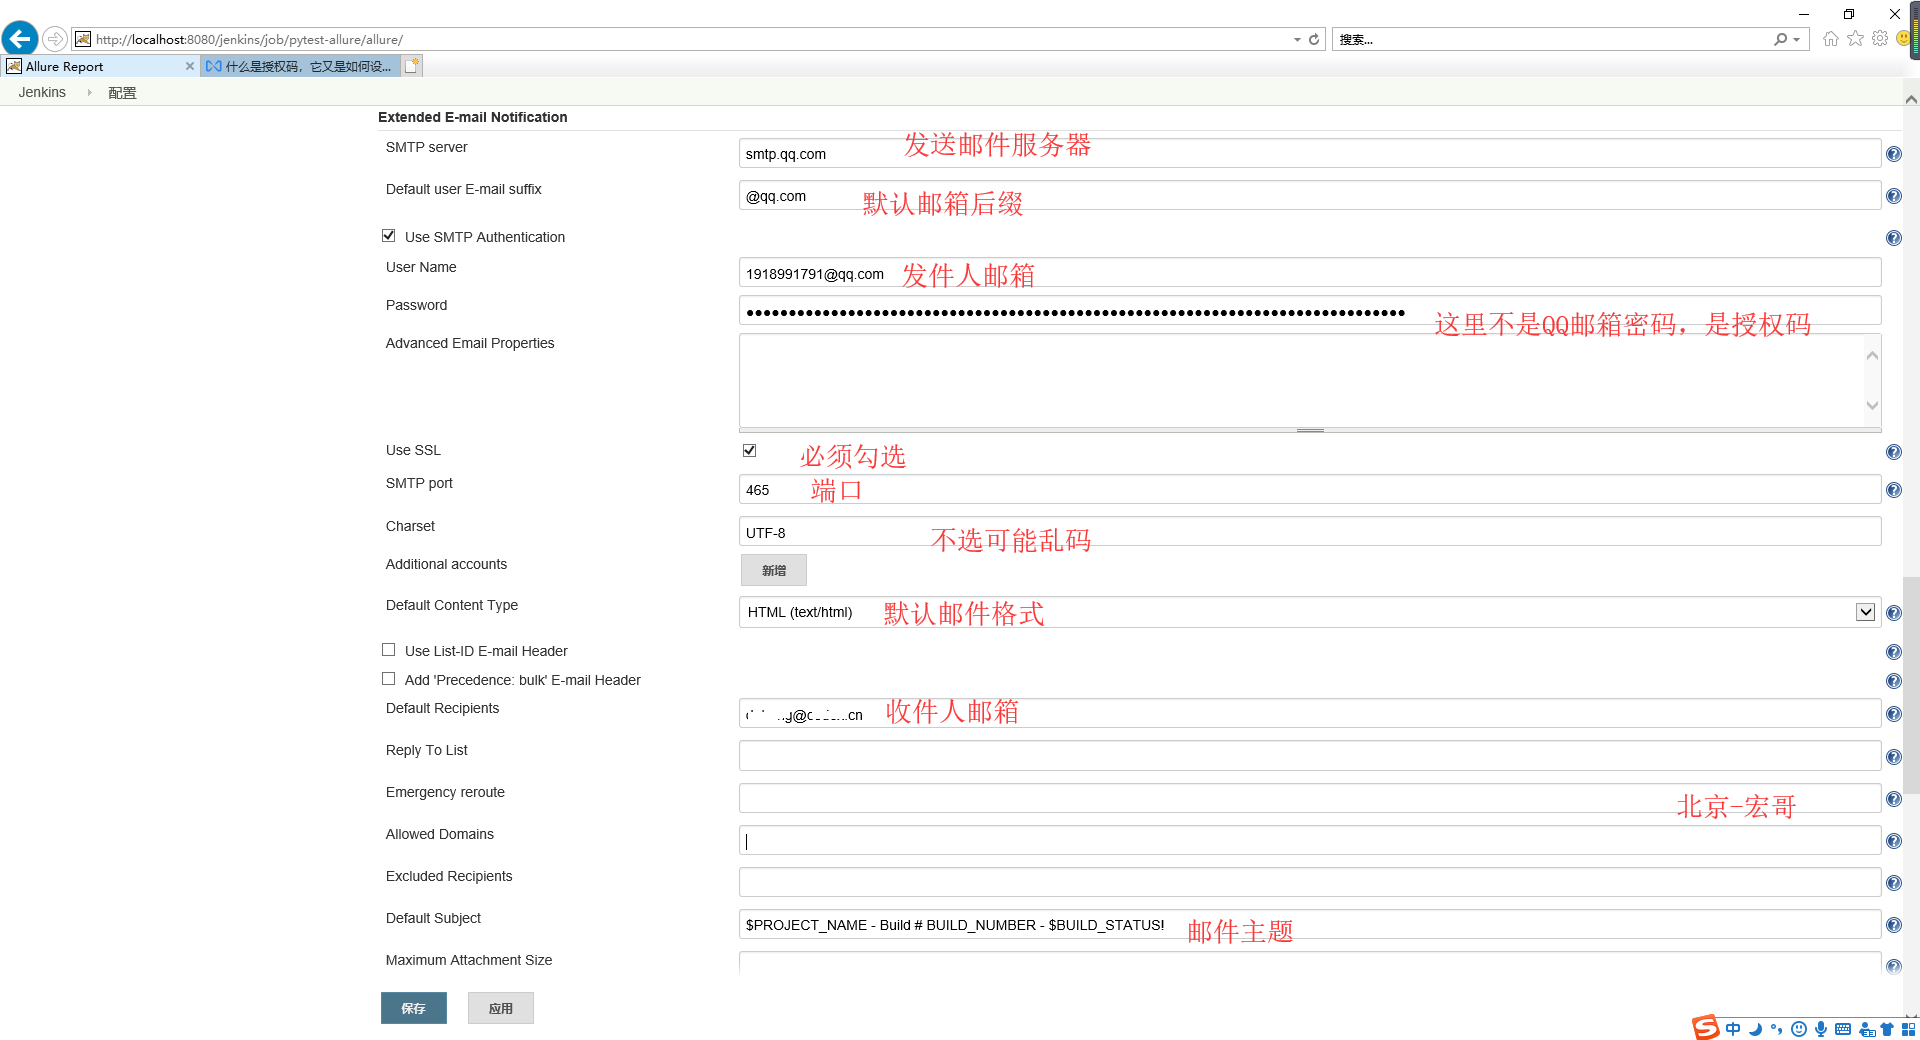 http://localhost:8080/jenkins/job/pytest-allure/allure/
搜索...
Allure Report
什么是授权码，它又是如何设...
Jenkins
配置
Extended E-mail Notification
SMTP server
smtp.qq.com
发送邮件服务器
Default user E-mail suffix
@qq.com
默认邮箱后缀
Use SMTP Authentication
User Name
1918991791@qq.com
发件人邮箱
Password
这里不是QQ邮箱密码，是授权码
Advanced Email Properties
Use SSL
必须勾选
SMTP port
465
端口
Charset
UTF-8
不选可能乱码
Additional accounts
新增
Default Content Type
HTML (text/html)
默认邮件格式
Use List-ID E-mail Header
Add 'Precedence: bulk' E-mail Header
Default Recipients
收件人邮箱
Reply To List
Emergency reroute
北京-宏哥
Allowed Domains
Excluded Recipients
Default Subject
$PROJECT_NAME - Build # BUILD_NUMBER - $BUILD_STATUS!
邮件主题
Maximum Attachment Size
保存
应用
中